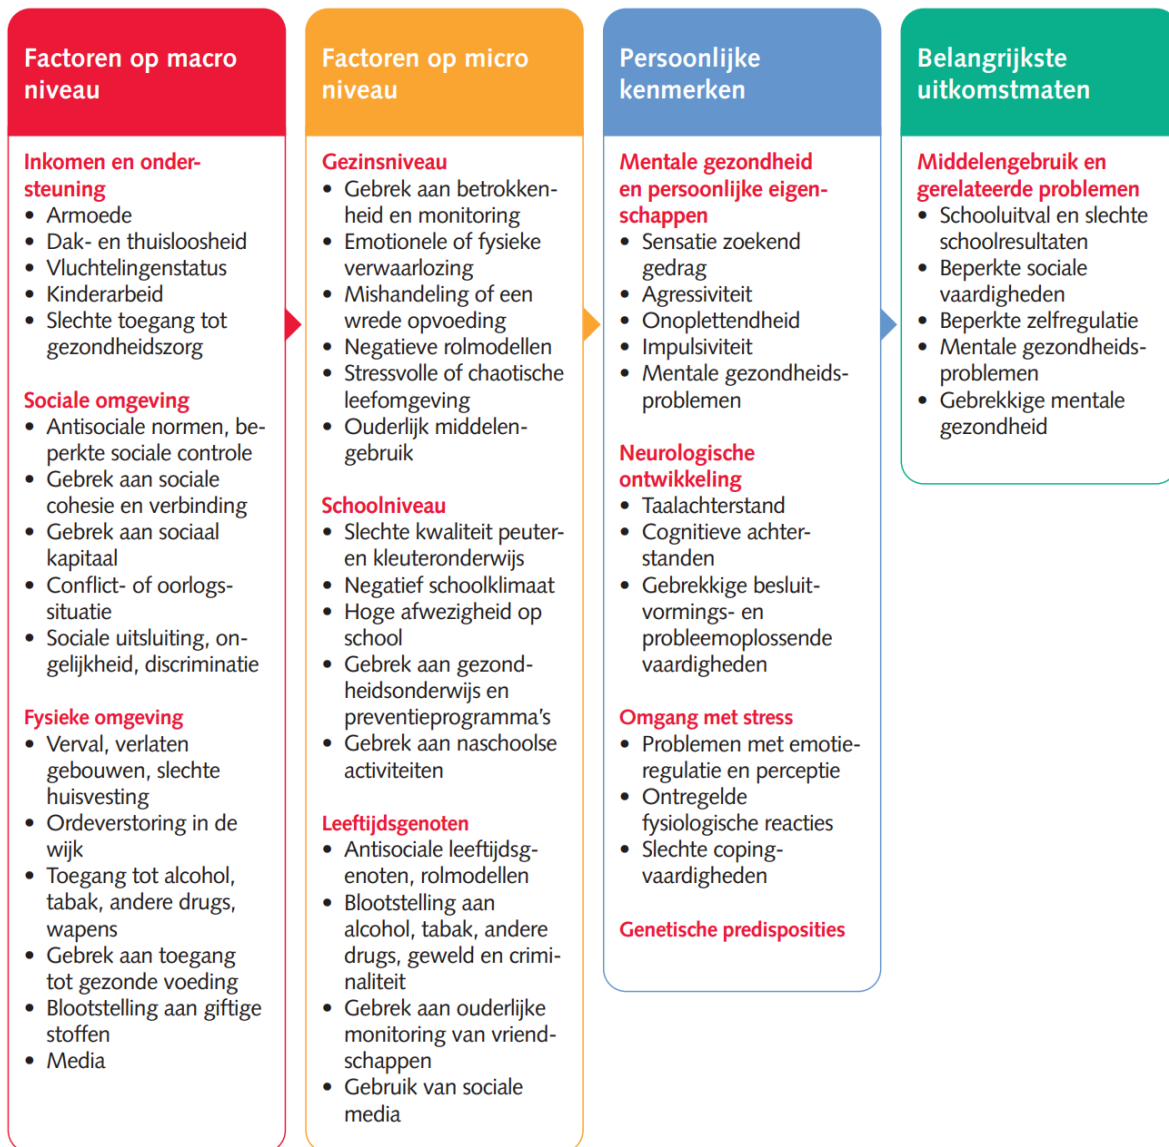 Factoren op macro
niveau
Inkomen en onder-
steuning
• Armoede
• Dak- en thuisloosheid
• Vluchtelingenstatus
• Kinderarbeid
• Slechte toegang tot
gezondheidszorg
Sociale omgeving
• Antisociale normen, be-
perkte sociale controle
• Gebrek aan sociale
cohesie en verbinding
• Gebrek aan sociaal
kapitaal
• Conflict- of oorlogs-
situatie
• Sociale uitsluiting, on-
gelijkheid, discriminatie
Fysieke omgeving
• Verval, verlaten
gebouwen, slechte
huisvesting
• Ordeverstoring in de
wijk
• Toegang tot alcohol,
tabak, andere drugs,
wapens
• Gebrek aan toegang
tot gezonde voeding
• Blootstelling aan giftige
stoffen
• Media
Factoren op micro
niveau
Gezinsniveau
• Gebrek aan betrokken-
heid en monitoring
• Emotionele of fysieke
verwaarlozing
• Mishandeling of een
wrede opvoeding
• Negatieve rolmodellen
• Stressvolle of chaotische
leefomgeving
• Ouderlijk middelen-
gebruik
Schoolniveau
• Slechte kwaliteit peuter-
en kleuteronderwijs
• Negatief schoolklimaat
• Hoge afwezigheid op
school
• Gebrek aan gezond-
heidsonderwijs en
preventieprogramma's
• Gebrek aan naschoolse
activiteiten
Leeftijdsgenoten
• Antisociale leeftijdsg-
enoten, rolmodellen
• Blootstelling aan
alcohol, tabak, andere
drugs, geweld en crimi-
naliteit
• Gebrek aan ouderlijke
monitoring van vriend-
schappen
• Gebruik van sociale
media
Persoonlijke
kenmerken
Mentale gezondheid
en persoonlijke eigen-
schappen
• Sensatie zoekend
gedrag
• Agressiviteit
• Onoplettendheid
• Impulsiviteit
• Mentale gezondheids-
problemen
Neurologische
ontwikkeling
• Taalachterstand
• Cognitieve achter-
standen
• Gebrekkige besluit-
vormings- en
probleemoplossende
vaardigheden
Omgang met stress
• Problemen met emotie-
regulatie en perceptie
• Ontregelde
fysiologische reacties
• Slechte coping-
vaardigheden
Genetische predisposities
Belangrijkste
uitkomstmaten
Middelengebruik en
gerelateerde problemen
• Schooluitval en slechte
schoolresultaten
• Beperkte sociale
vaardigheden
• Beperkte zelfregulatie
• Mentale gezondheids-
problemen
• Gebrekkige mentale
gezondheid